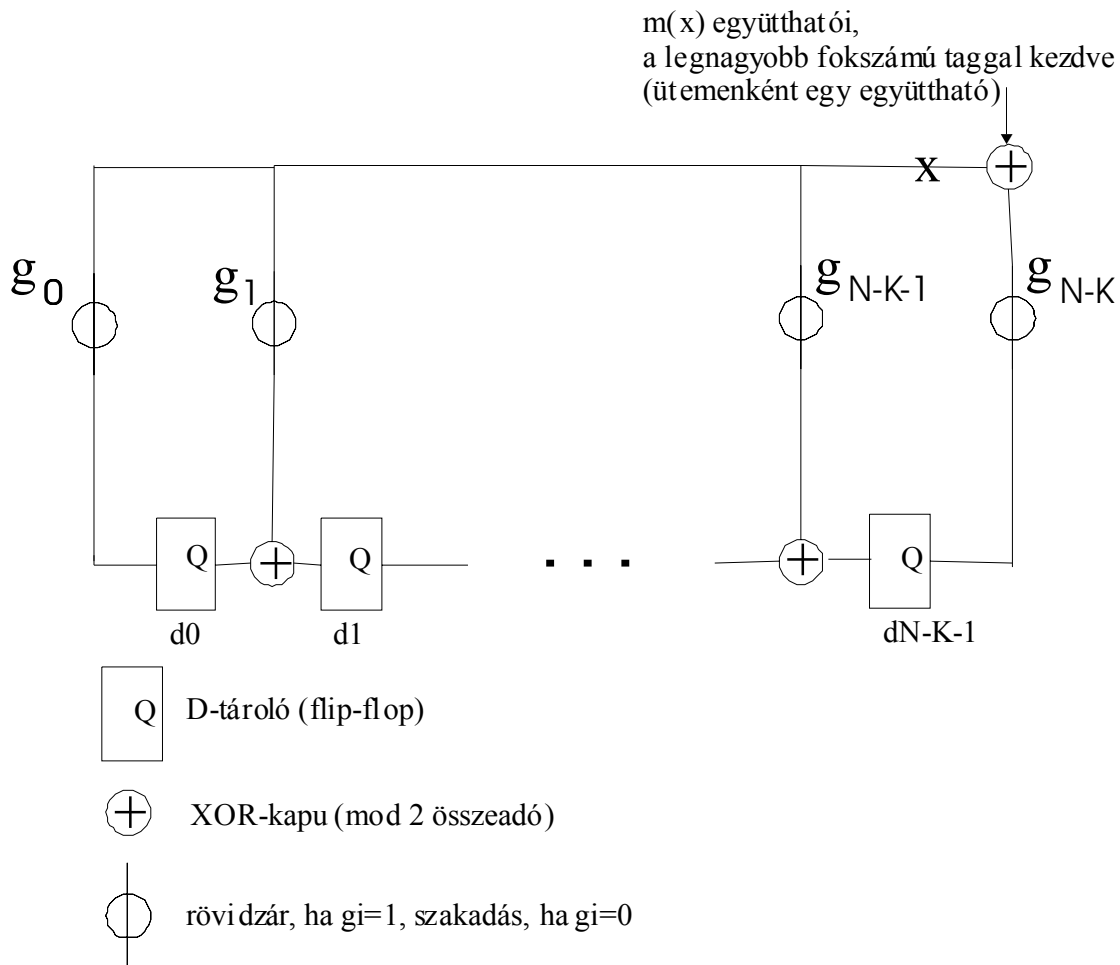 m(x) együtthatói,
a legnagyobb fokszámú taggal kezdve
(ütemenként egy együttható)
x
g0
g1
gN-K-1
gN-K
Q
Q
. . .
Q
d0
d1
dN-K-1
Q
D-tároló (flip-flop)
XOR-kapu (mod 2 összeadó)
rövidzár, ha gi=1, szakadás, ha gi=0